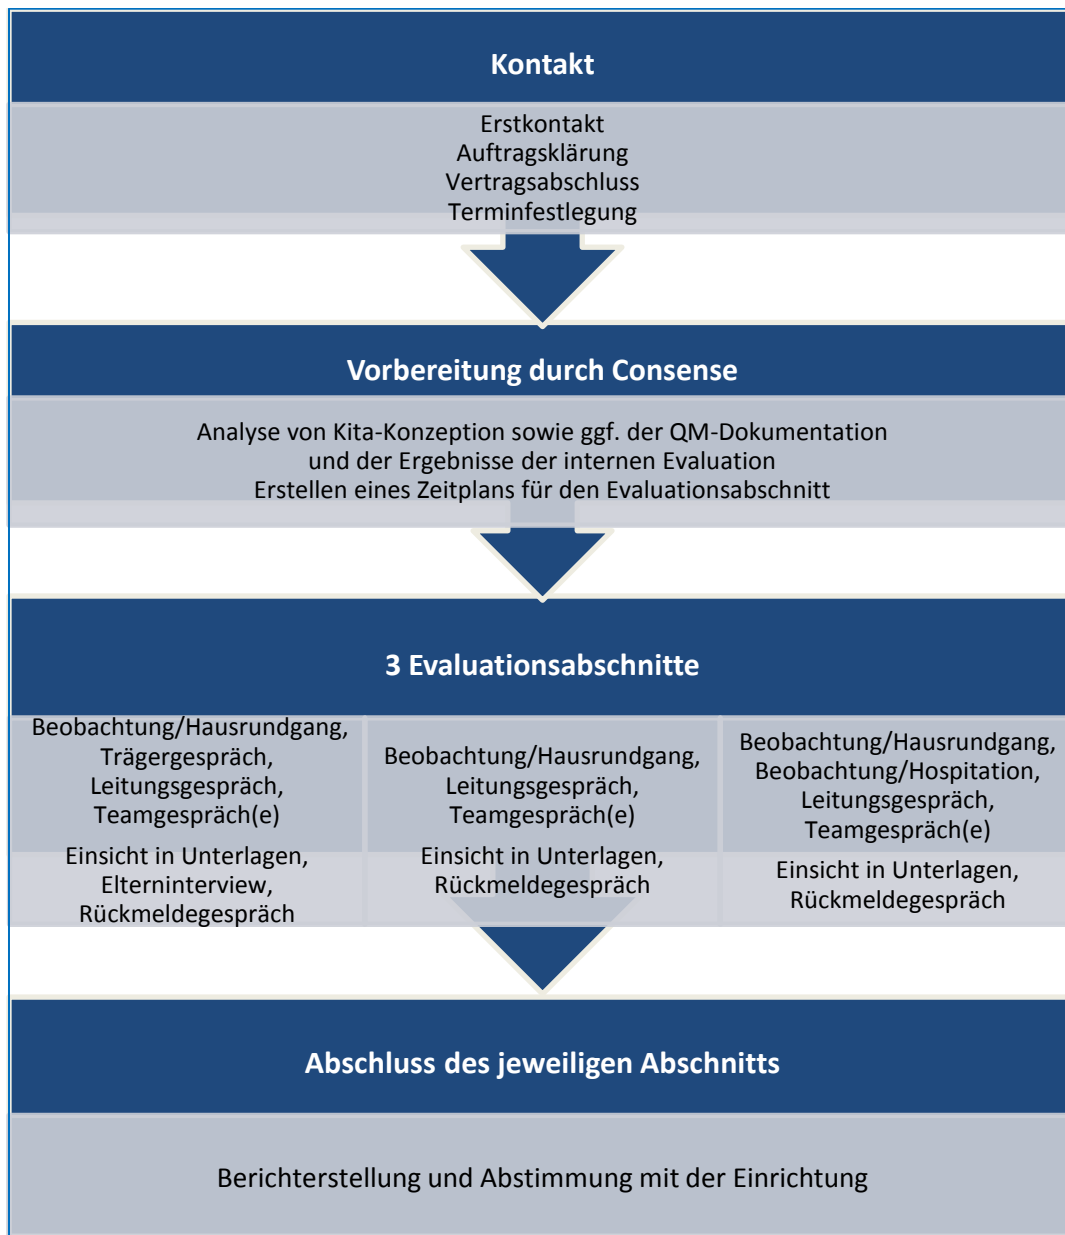 Kontakt
Erstkontakt
Auftragsklärung
Vertragsabschluss
Terminfestlegung
Vorbereitung durch Consense
Analyse von Kita-Konzeption sowie ggf. der QM-Dokumentation
und der Ergebnisse der internen Evaluation
Erstellen eines Zeitplans für den Evaluationsabschnitt
3 Evaluationsabschnitte
Beobachtung/Hausrundgang,
Trägergespräch,
Leitungsgespräch,
Teamgespräch(e)
Einsicht in Unterlagen,
Elterninterview,
Rückmeldegespräch
Beobachtung/Hausrundgang,
Leitungsgespräch,
Teamgespräch(e)
Einsicht in Unterlagen,
Rückmeldegespräch
Beobachtung/Hausrundgang,
Beobachtung/Hospitation,
Leitungsgespräch,
Teamgespräch(e)
Einsicht in Unterlagen,
Rückmeldegespräch
Abschluss des jeweiligen Abschnitts
Berichterstellung und Abstimmung mit der Einrichtung